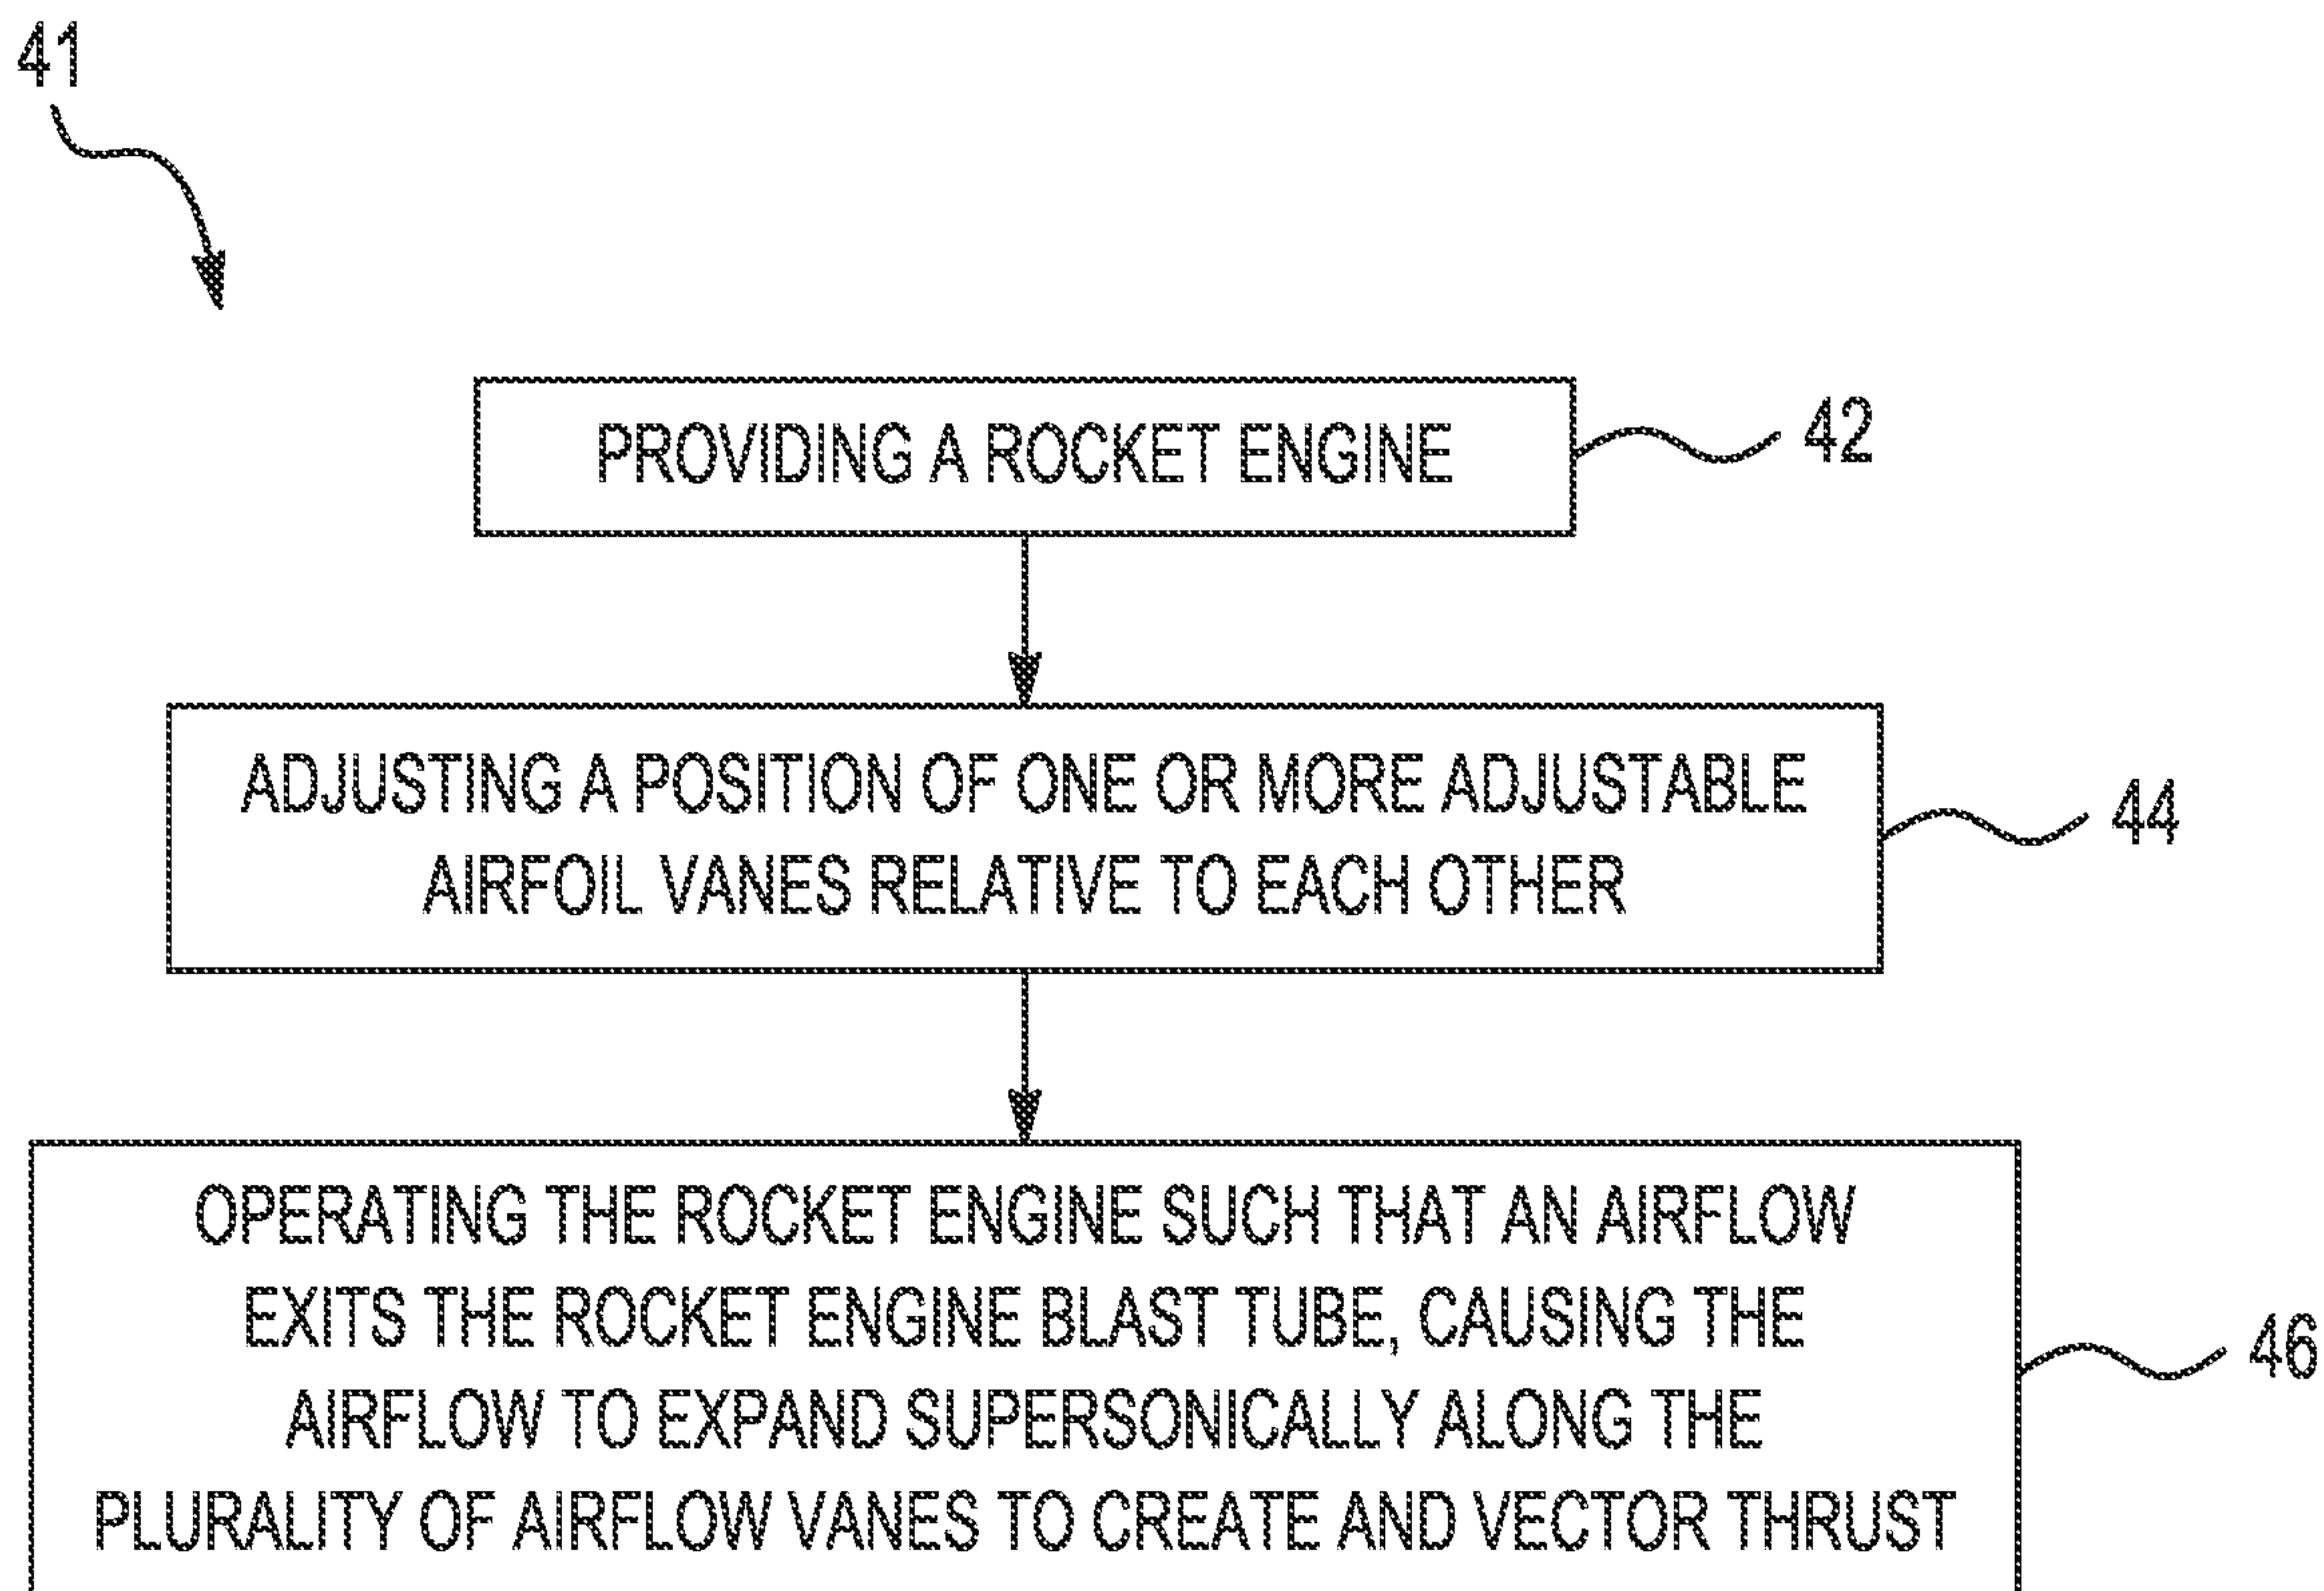 41
PROVIDING A ROCKET ENGINE
42
ADJUSTING A POSITION OF ONE OR MORE ADJUSTABLE
AIRFOIL VANES RELATIVE TO EACH OTHER
44
OPERATING THE ROCKET ENGINE SUCH THAT AN AIRFLOW
EXITS THE ROCKET ENGINE BLAST TUBE, CAUSING THE
AIRFLOW TO EXPAND SUPERSONICALLY ALONG THE
PLURALITY OF AIRFLOW VANES TO CREATE AND VECTOR THRUST
46